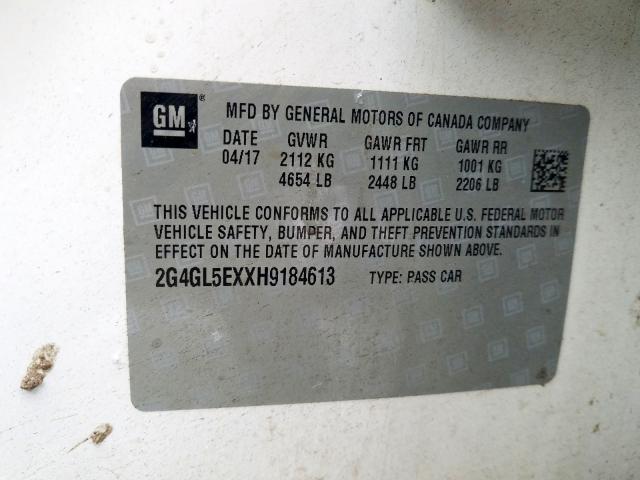 GM ®
MFD BY GENERAL MOTORS OF CANADA COMPANY
DATE GVWR GAWR FRT GAWR RR
04/17 2112 KG 1111 KG 1001 KG
4654 LB 2448 LB 2206 LB
THIS VEHICLE CONFORMS TO ALL APPLICABLE U.S. FEDERAL MOTOR
VEHICLE SAFETY, BUMPER, AND THEFT PREVENTION STANDARDS IN
EFFECT ON THE DATE OF MANUFACTURE SHOWN ABOVE.
2G4GL5EXXH9184613 TYPE: PASS CAR